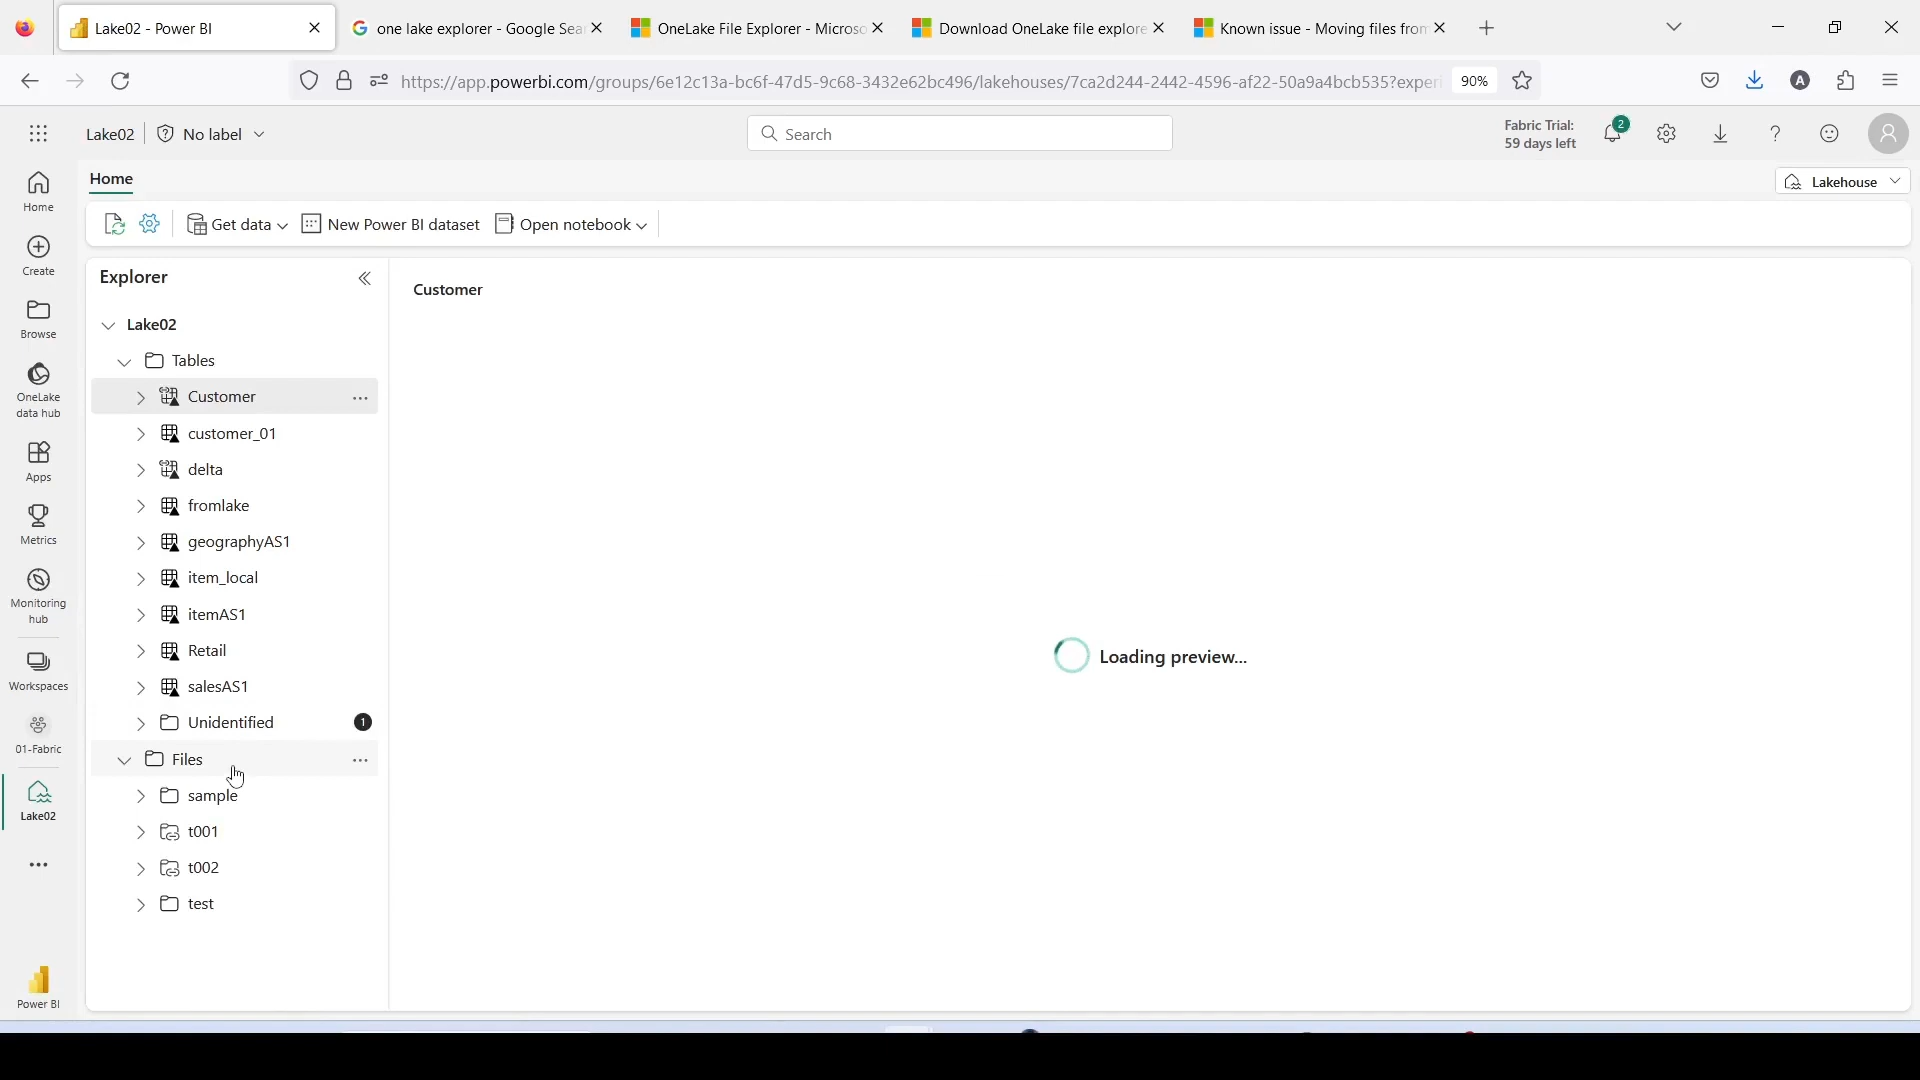 Lake02 - Power BI
one lake explorer - Google Sear
OneLake File Explorer - Microso
Download OneLake file explore
Known issue - Moving files from
https://app.powerbi.com/groups/6e12c13a-bc6f-47d5-9c68-3432e62bc496/lakehouses/7ca2d244-2442-4596-af22-50a9a4bcb535?experi
90%
A
Lake02
No label
Search
Fabric Trial:
59 days left
2
Home
Lakehouse
Get data
New Power BI dataset
Open notebook
Home
Create
Browse
OneLake
data hub
Apps
Metrics
Monitoring
hub
Workspaces
01-Fabric
Lake02
Power BI
Explorer
Lake02
Tables
Customer
customer_01
delta
fromlake
geographyAS1
item_local
itemAS1
Retail
salesAS1
Unidentified
1
Files
sample
t001
t002
test
Customer
Loading preview...